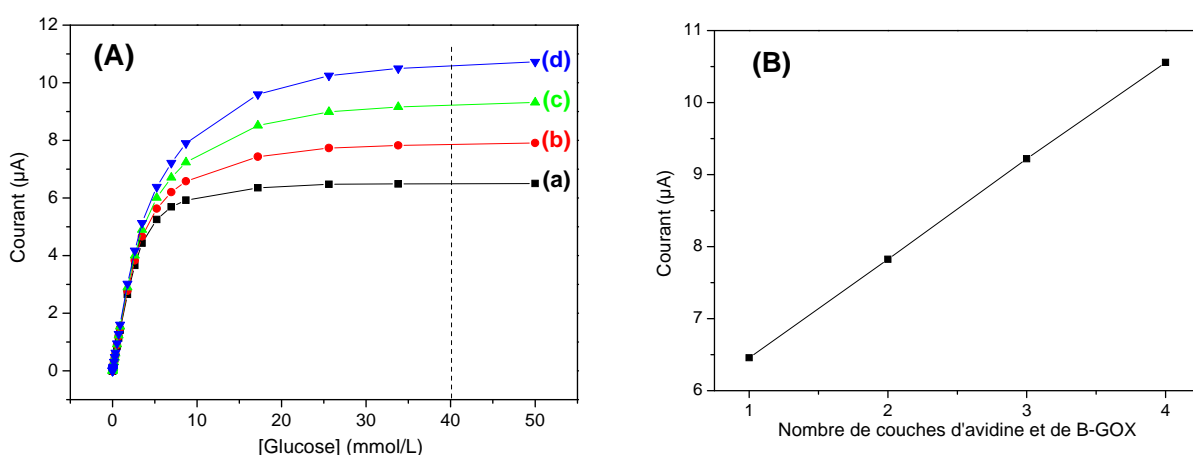 (A)
Courant (µA)
12
10
8
6
4
2
0
(d)
(c)
(b)
(a)
0 10 20 30 40 50
[Glucose] (mmol/L)
(B)
Courant (µA)
11
10
9
8
7
6
1 2 3 4
Nombre de couches d'avidine et de B-GOX